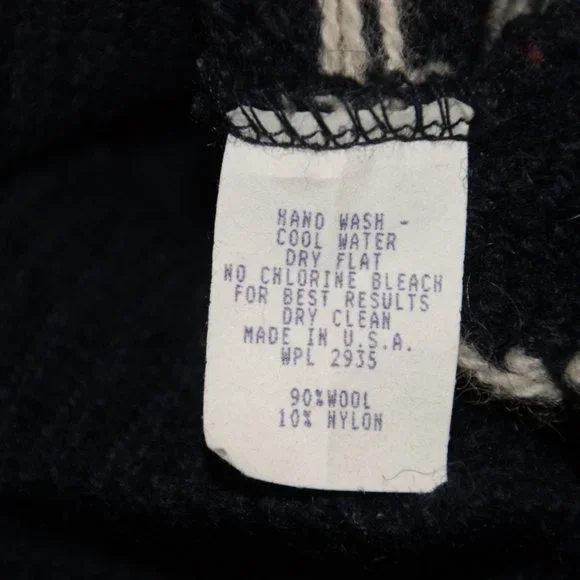 HAND WASH -
COOL WATER
DRY FLAT
NO CHLORINE BLEACH
FOR BEST RESULTS
DRY CLEAN
MADE IN U.S.A.
WPL 2935
90%WOOL
10% NYLON